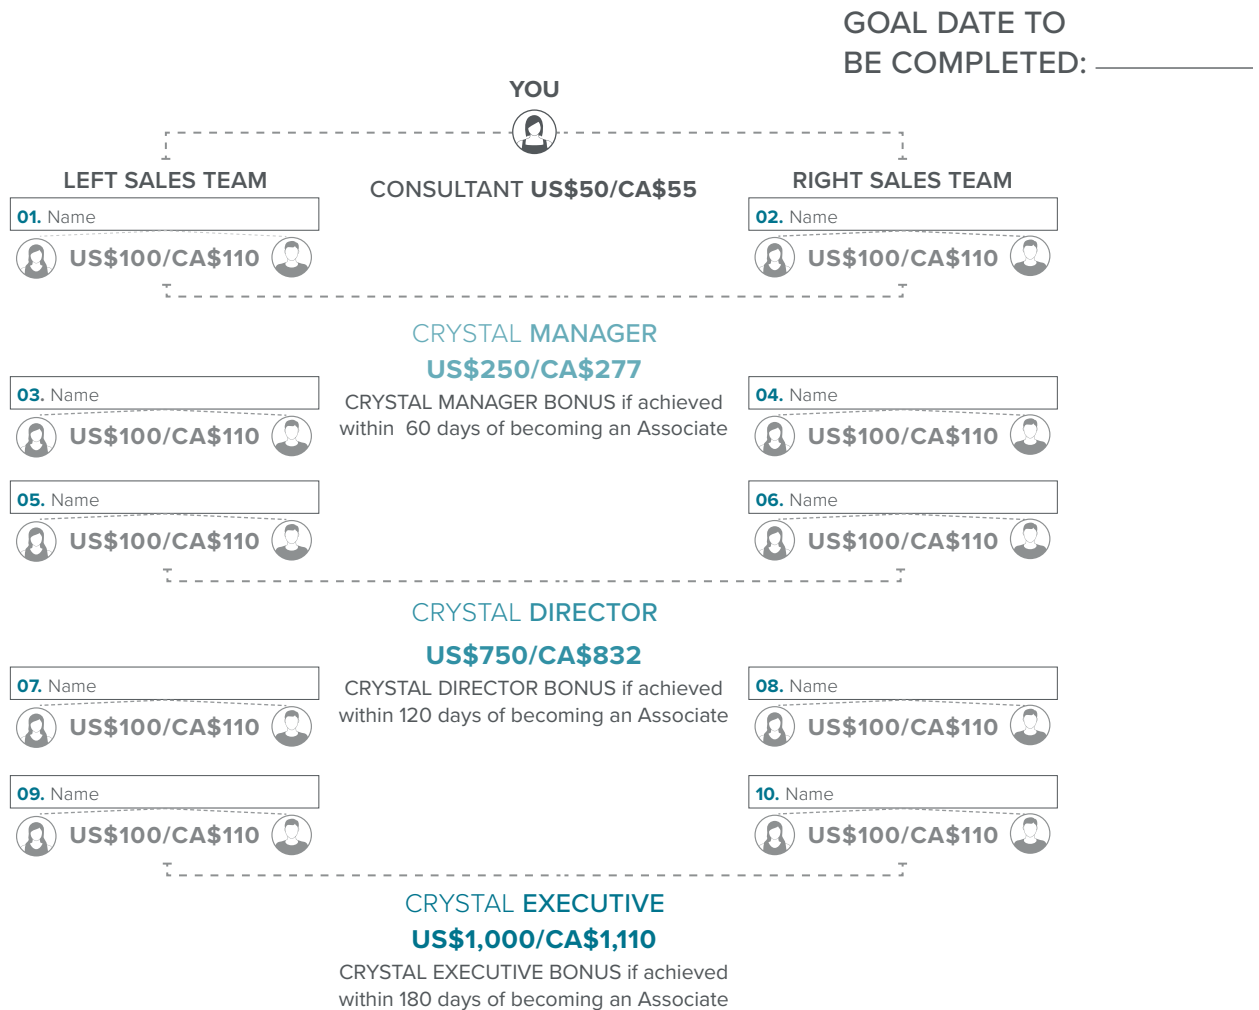 GOAL DATE TO
BE COMPLETED:
YOU
LEFT SALES TEAM
CONSULTANT US$50/CA$55
RIGHT SALES TEAM
01. Name
02. Name
US$100/CA$110
US$100/CA$110
CRYSTAL MANAGER
US$250/CA$277
CRYSTAL MANAGER BONUS if achieved
within 60 days of becoming an Associate
03. Name
04. Name
US$100/CA$110
US$100/CA$110
05. Name
06. Name
US$100/CA$110
US$100/CA$110
CRYSTAL DIRECTOR
US$750/CA$832
CRYSTAL DIRECTOR BONUS if achieved
within 120 days of becoming an Associate
07. Name
08. Name
US$100/CA$110
US$100/CA$110
09. Name
10. Name
US$100/CA$110
US$100/CA$110
CRYSTAL EXECUTIVE
US$1,000/CA$1,110
CRYSTAL EXECUTIVE BONUS if achieved
within 180 days of becoming an Associate